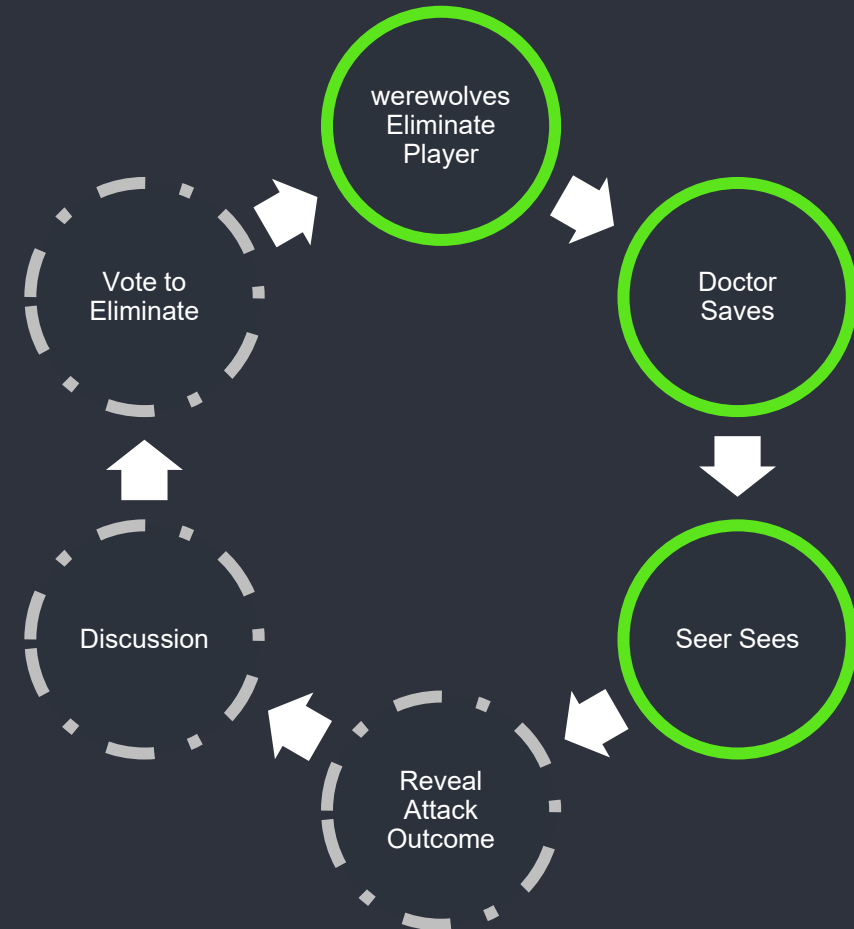 werewolves
Eliminate
Player
Doctor
Saves
Seer Sees
Reveal
Attack
Outcome
Discussion
Vote to
Eliminate